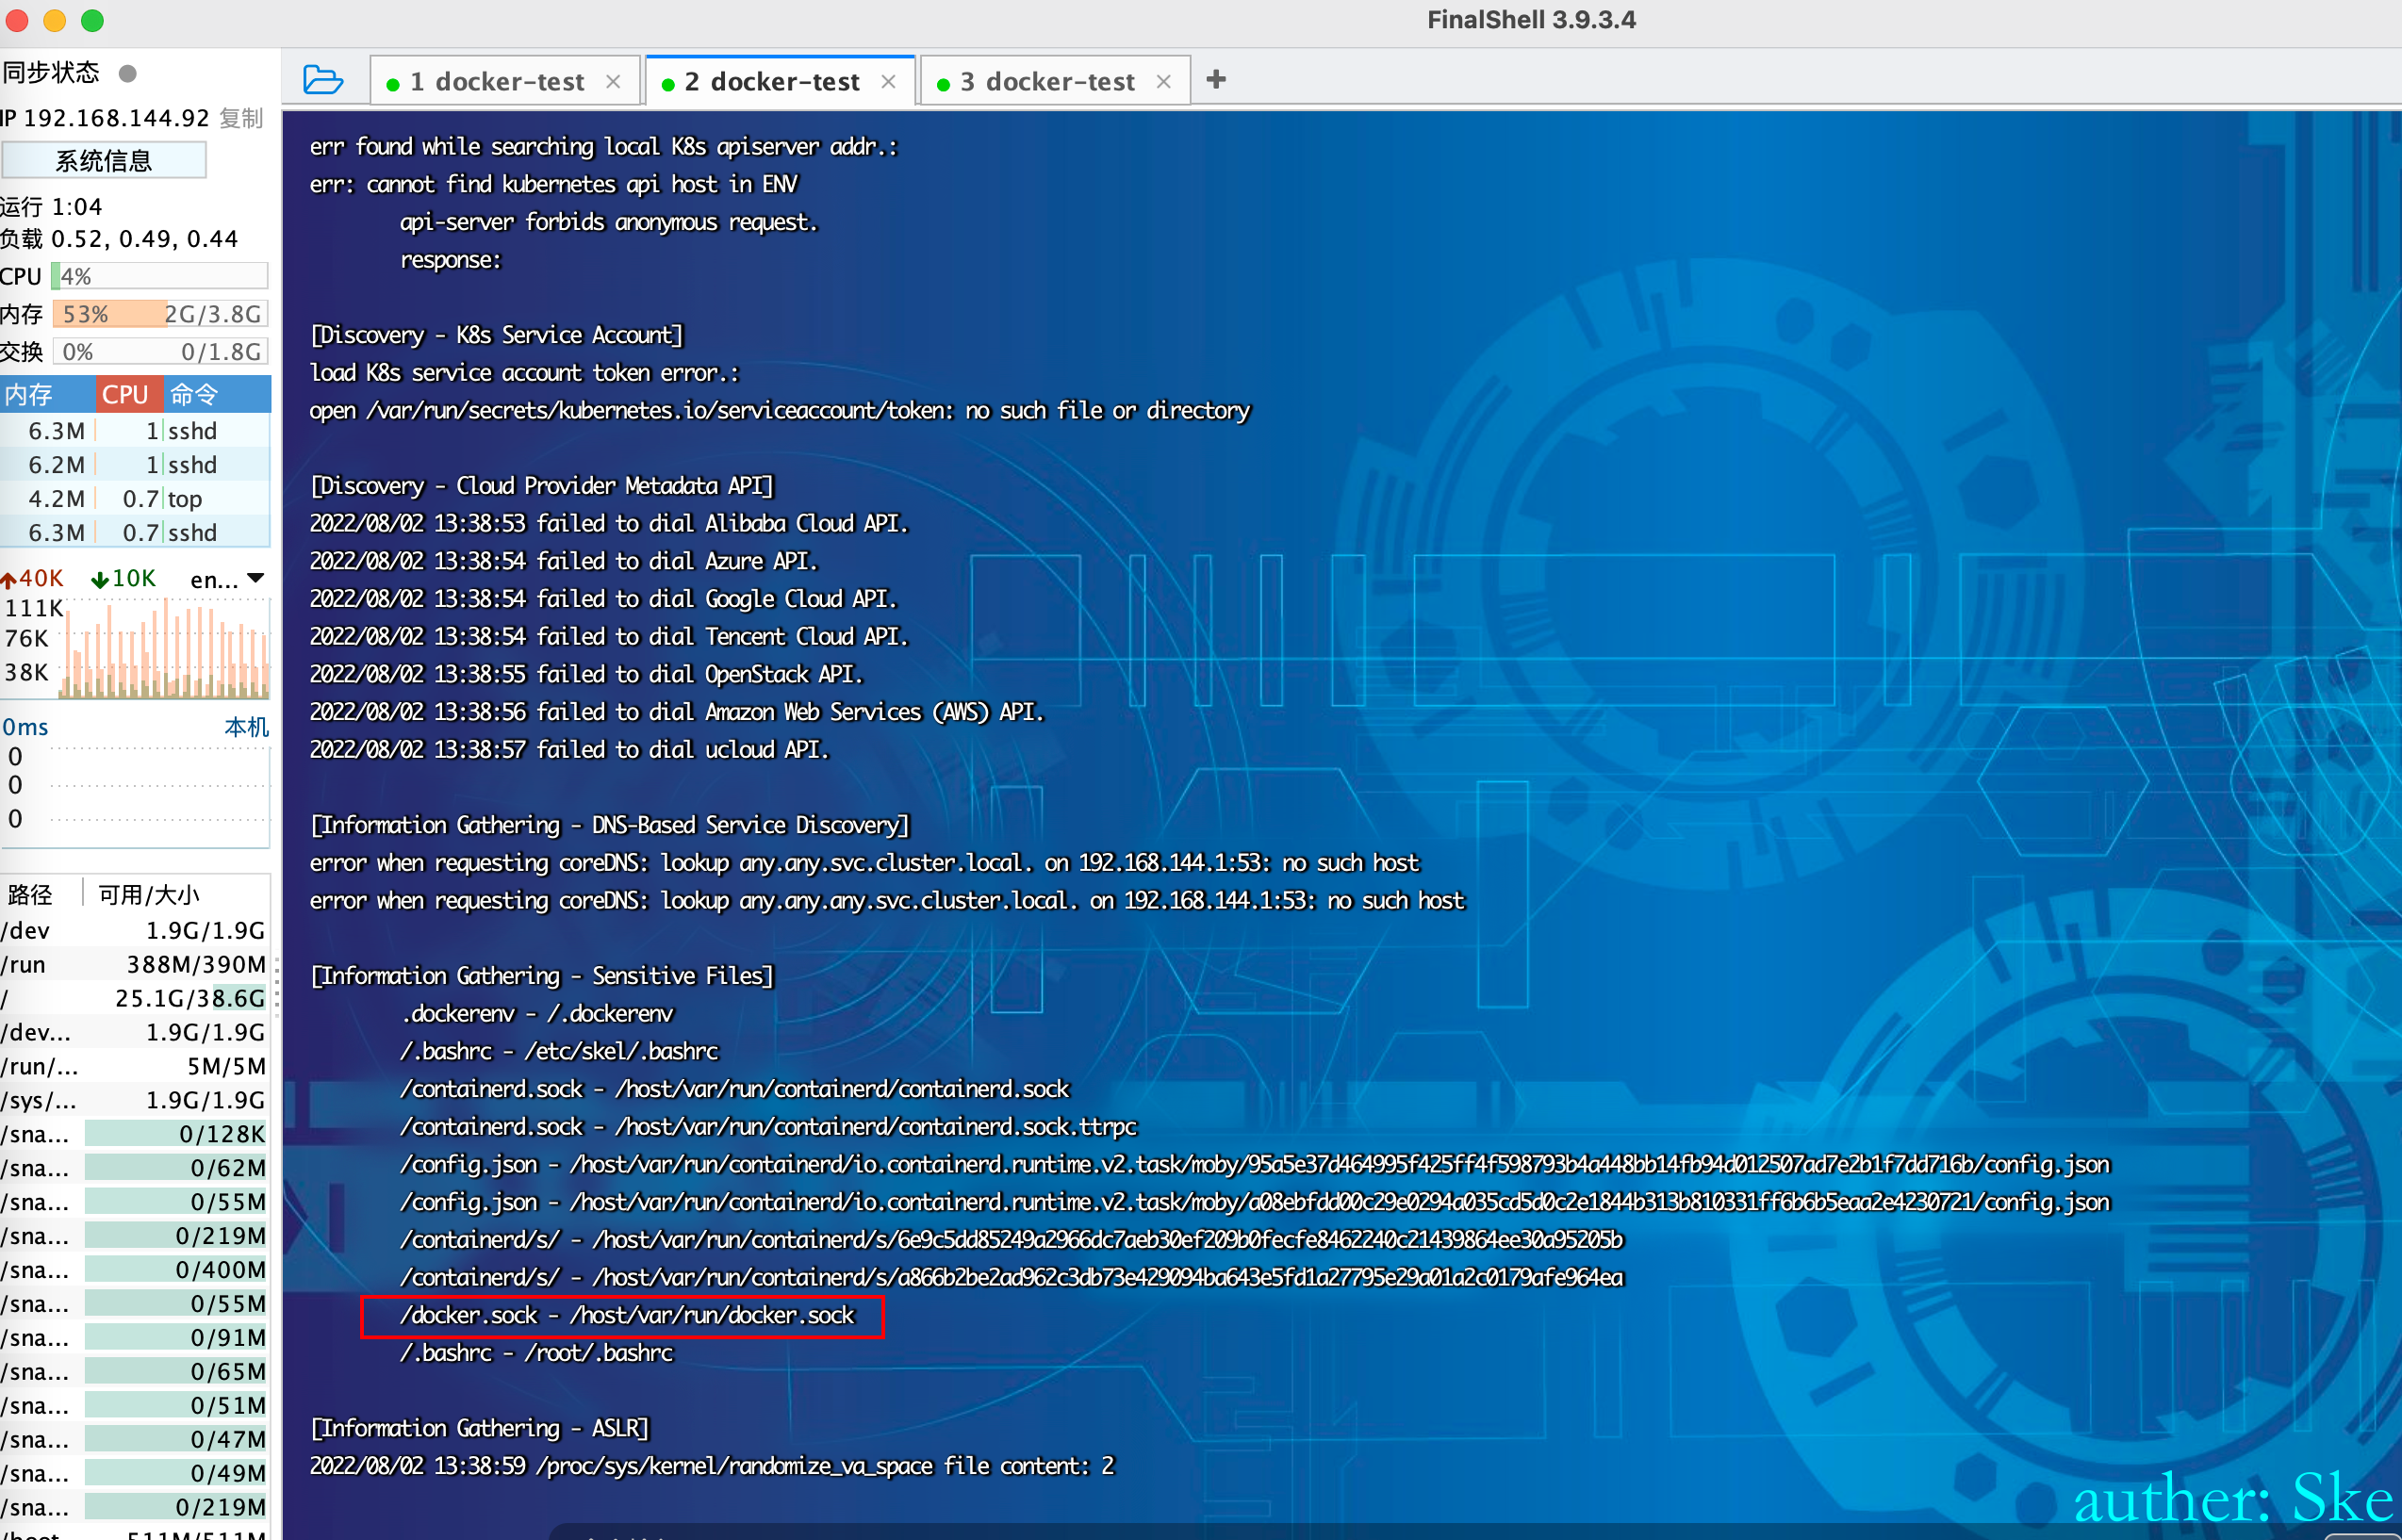 FinalShell 3.9.3.4
同步状态
IP 192.168.144.92 复制
系统信息
运行 1:04
负载 0.52, 0.49, 0.44
CPU 4%
内存 53% 2G/3.8G
交换 0% 0/1.8G
内存 CPU 命令
6.3M 1 sshd
6.2M 1 sshd
4.2M 0.7 top
6.3M 0.7 sshd
40K 10K en...
111K
76K
38K
0ms 本机
0
0
0
路径 可用/大小
/dev 1.9G/1.9G
/run 388M/390M
/ 25.1G/38.6G
/dev... 1.9G/1.9G
/run/... 5M/5M
/sys/... 1.9G/1.9G
/sna... 0/128K
/sna... 0/62M
/sna... 0/55M
/sna... 0/219M
/sna... 0/400M
/sna... 0/55M
/sna... 0/91M
/sna... 0/65M
/sna... 0/51M
/sna... 0/47M
/sna... 0/49M
/sna... 0/219M
1 docker-test
2 docker-test
3 docker-test
err found while searching local K8s apiserver addr.:
err: cannot find kubernetes api host in ENV
api-server forbids anonymous request.
response:
[Discovery - K8s Service Account]
load K8s service account token error.:
open /var/run/secrets/kubernetes.io/serviceaccount/token: no such file or directory
[Discovery - Cloud Provider Metadata API]
2022/08/02 13:38:53 failed to dial Alibaba Cloud API.
2022/08/02 13:38:54 failed to dial Azure API.
2022/08/02 13:38:54 failed to dial Google Cloud API.
2022/08/02 13:38:54 failed to dial Tencent Cloud API.
2022/08/02 13:38:55 failed to dial OpenStack API.
2022/08/02 13:38:56 failed to dial Amazon Web Services (AWS) API.
2022/08/02 13:38:57 failed to dial ucloud API.
[Information Gathering - DNS-Based Service Discovery]
error when requesting coreDNS: lookup any.any.svc.cluster.local. on 192.168.144.1:53: no such host
error when requesting coreDNS: lookup any.any.any.svc.cluster.local. on 192.168.144.1:53: no such host
[Information Gathering - Sensitive Files]
.dockerenv - /.dockerenv
/.bashrc - /etc/skel/.bashrc
/containerd.sock - /host/var/run/containerd/containerd.sock
/containerd.sock - /host/var/run/containerd/containerd.sock.ttrpc
/config.json - /host/var/run/containerd/io.containerd.runtime.v2.task/moby/95a5e37d464995f425ff4f598793b4a448bb14fb94d012507ad7e2b1f7dd716b/config.json
/config.json - /host/var/run/containerd/io.containerd.runtime.v2.task/moby/a08ebfdd00c29e0294a035cd5d0c2e1844b313b810331ff6b6b5eaa2e4230721/config.json
/containerd/s/ - /host/var/run/containerd/s/6e9c5dd85249a2966dc7aeb30ef209b0fecfe8462240c21439864ee30a95205b
/containerd/s/ - /host/var/run/containerd/s/a866b2be2ad962c3db73e429094ba643e5fd1a27795e29a01a2c0179afe964ea
/docker.sock - /host/var/run/docker.sock
/.bashrc - /root/.bashrc
[Information Gathering - ASLR]
2022/08/02 13:38:59 /proc/sys/kernel/randomize_va_space file content: 2
auther: Ske